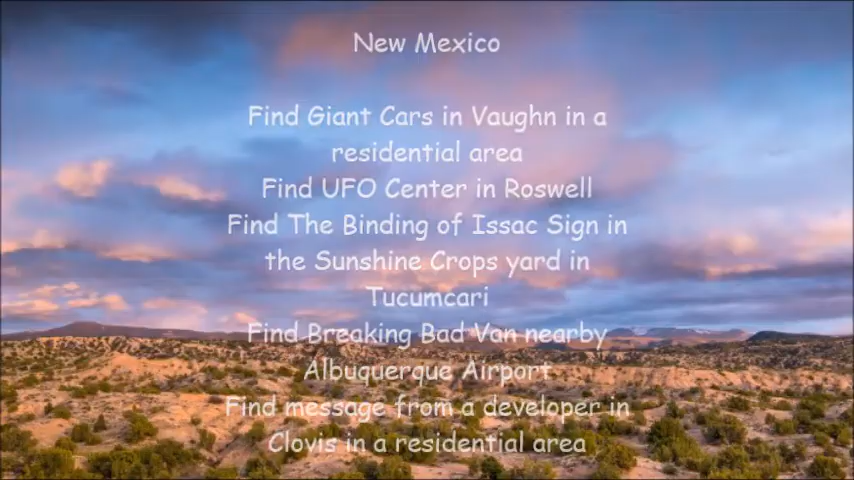 New Mexico
Find Giant Cars in Vaughn in a
residential area
Find UFO Center in Roswell
Find The Binding of Issac Sign in
the Sunshine Crops yard in
Tucumcari
Find Breaking Bad Van nearby
Albuquerque Airport
Find message from a developer in
Clovis in a residential area